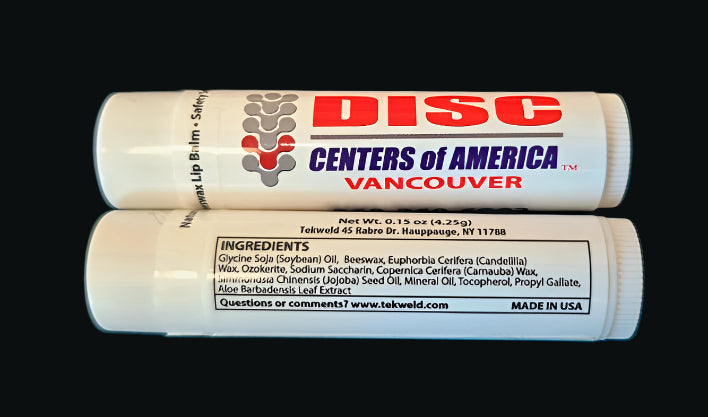 DISC
CENTERS of AMERICA™
VANCOUVER
wax Lip Balm • Safety
Net Wt. 0.15 oz (4.25g)
Tekweld 45 Rabro Dr. Hauppauge, NY 11788
INGREDIENTS
Glycine Soja (Soybean) Oil, Beeswax, Euphorbia Cerifera (Candelilla)
Wax, Ozokerite, Sodium Saccharin, Copernica Cerifera (Carnauba) Wax,
Simmondsia Chinensis (Jojoba) Seed Oil, Mineral Oil, Tocopherol, Propyl Gallate,
Aloe Barbadensis Leaf Extract
Questions or comments? www.tekweld.com MADE IN USA